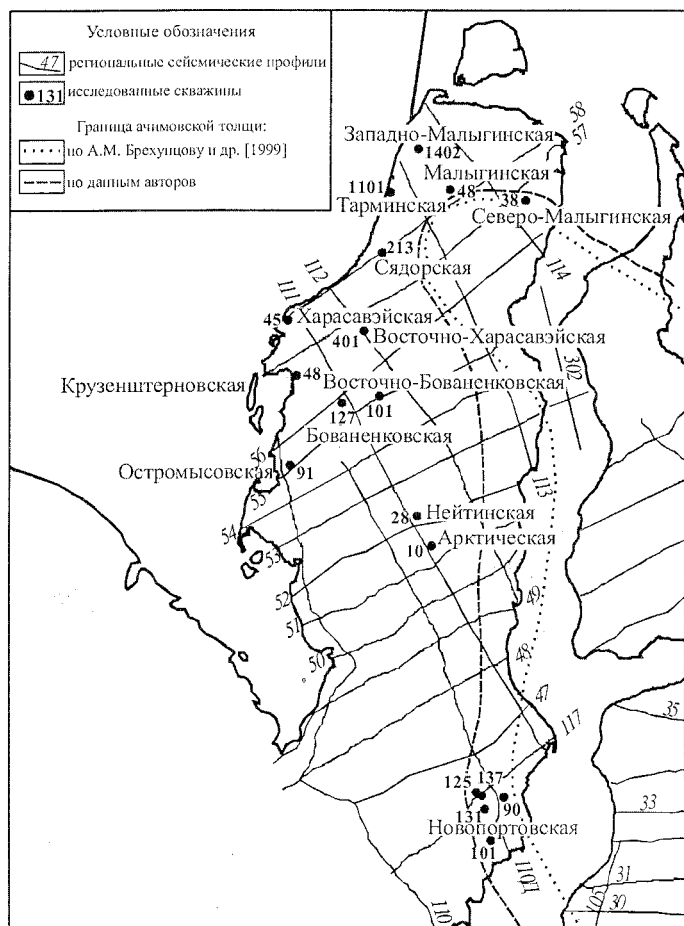 Условные обозначения
47 региональные сейсмические профили
131 исследованные скважины
Граница ачимовской толщи:
по А.М. Брехунцову и др. [1999]
по данным авторов
58
57
Западно-Малыгинская
1402
Малыгинская
1101
48
Тарминская
38
Северо-Малыгинская
213
Сядорская
112
114
111
45 Харасавэйская
401 Восточно-Харасавэйская
302
48
Крузенштерновская
Восточно-Бованенковская
127
101
Бованенковская
56
Остромысовская
91
55
113
54
28 Нейтинская
53
10 Арктическая
52
49
51
50
48
47
117
35
125
137
90
33
131
Новопортовская
101
110Д
31
105
30
110